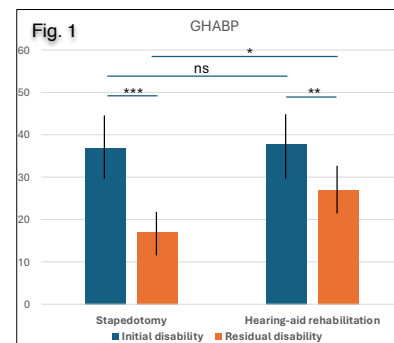 Fig. 1
GHABP
60
50
40
30
20
10
0
*
ns
***
**
Stapedotomy
Hearing-aid rehabilitation
Initial disability
Residual disability